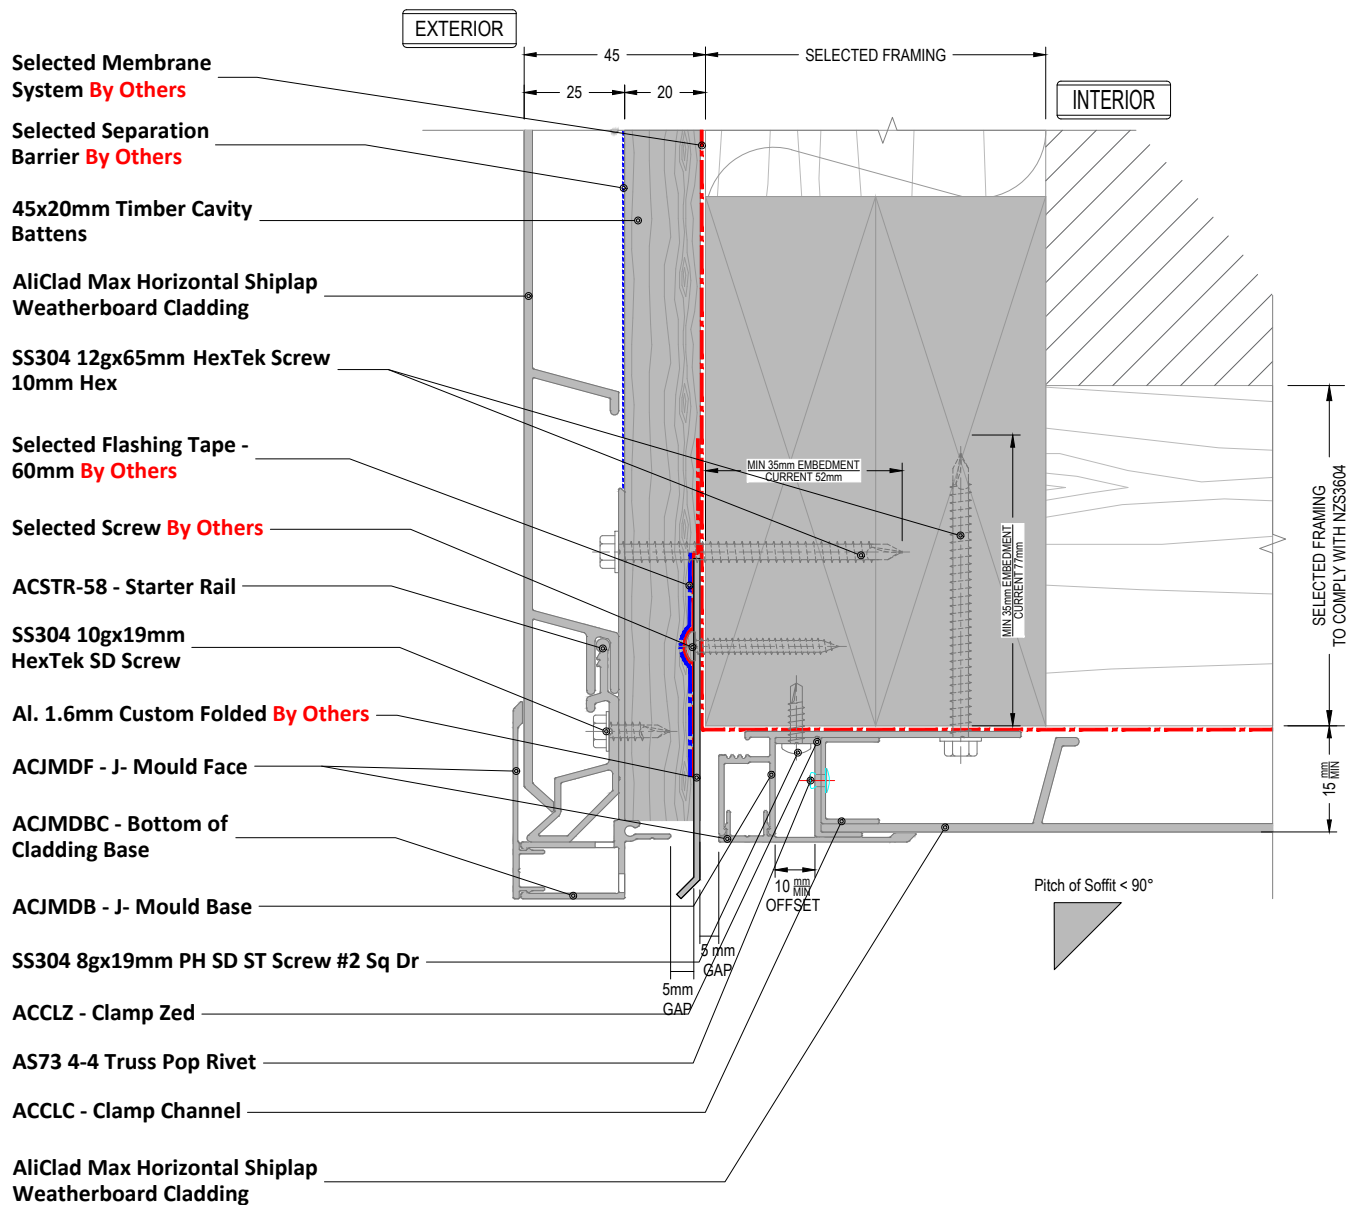 EXTERIOR
45
SELECTED FRAMING
25
20
INTERIOR
Selected Membrane
System By Others
Selected Separation
Barrier By Others
45x20mm Timber Cavity
Battens
AliClad Max Horizontal Shiplap
Weatherboard Cladding
SS304 12gx65mm HexTek Screw
10mm Hex
Selected Flashing Tape -
60mm By Others
Selected Screw By Others
ACSTR-58 - Starter Rail
SS304 10gx19mm
HexTek SD Screw
Al. 1.6mm Custom Folded By Others
ACJMDF - J- Mould Face
ACJMDBC - Bottom of
Cladding Base
ACJMDB - J- Mould Base
SS304 8gx19mm PH SD ST Screw #2 Sq Dr
ACCLZ - Clamp Zed
AS73 4-4 Truss Pop Rivet
ACCLC - Clamp Channel
AliClad Max Horizontal Shiplap
Weatherboard Cladding
MIN 35mm EMBEDMENT
CURRENT 52mm
MIN 35mm EMBEDMENT
CURRENT 77mm
SELECTED FRAMING
TO COMPLY WITH NZS3604
15 mm
MIN
10 mm
MIN
OFFSET
5 mm
GAP
5mm
GAP
Pitch of Soffit < 90°